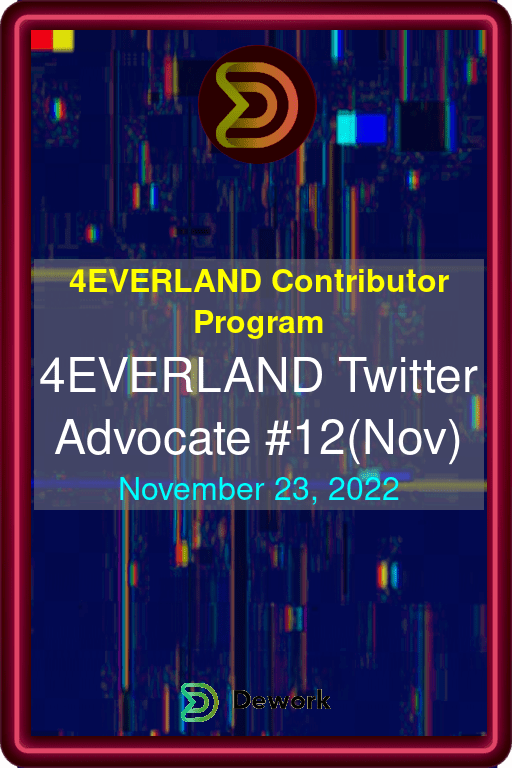 4EVERLAND Contributor
Program
4EVERLAND Twitter
Advocate #12(Nov)
November 23, 2022
Dework